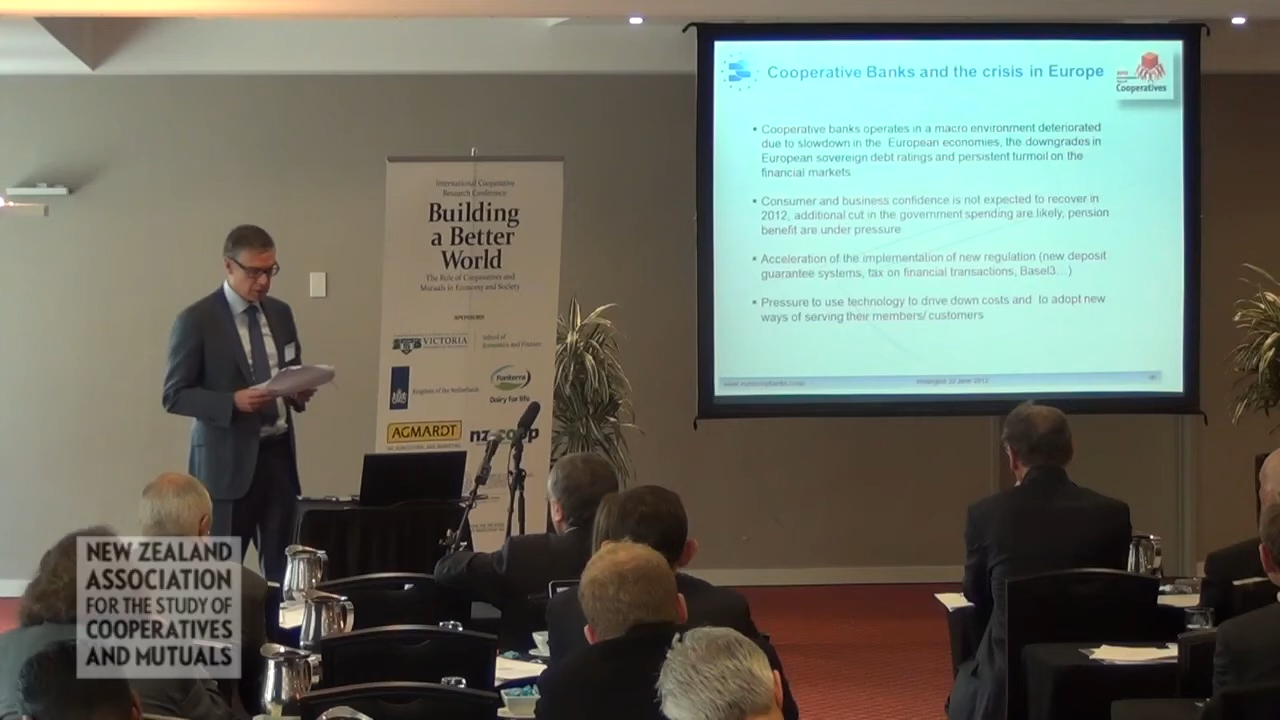 Cooperative Banks and the crisis in Europe
Cooperatives
Cooperative banks operates in a macro environment deteriorated
due to slowdown in the European economies, the downgrades in
European sovereign debt ratings and persistent turmoil on the
financial markets
Consumer and business confidence is not expected to recover in
2012, additional cut in the government spending are likely, pension
benefit are under pressure
Acceleration of the implementation of new regulation (new deposit
guarantee systems, tax on financial transactions, Basel3…)
Pressure to use technology to drive down costs and to adopt new
ways of serving their members/ customers
22 June 2012
International Cooperative
Research Conference
Building
a Better
World
The Role of Cooperatives and
Mutuals in Economy and Society
SPONSORS
VICTORIA
School of
Economics and Finance
Kingdom of the Netherlands
Fonterra
Dairy for life
AGMARDT
nz
NEW ZEALAND
ASSOCIATION
FOR THE STUDY OF
COOPERATIVES
AND MUTUALS